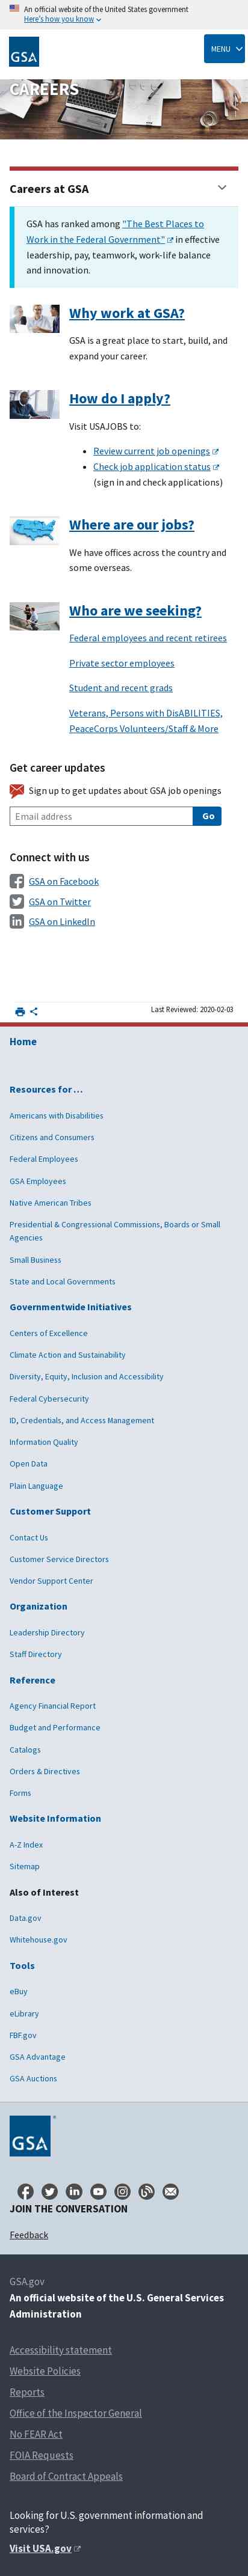 An official website of the United States government
Here's how you know
GSA
MENU
CAREERS
Careers at GSA
GSA has ranked among "The Best Places to
Work in the Federal Government" in effective
leadership, pay, teamwork, work-life balance
and innovation.
Why work at GSA?
GSA is a great place to start, build, and
expand your career.
How do I apply?
Visit USAJOBS to:
Review current job openings
Check job application status
(sign in and check applications)
Where are our jobs?
We have offices across the country and
some overseas.
Who are we seeking?
Federal employees and recent retirees
Private sector employees
Student and recent grads
Veterans, Persons with DisABILITIES,
PeaceCorps Volunteers/Staff & More
Get career updates
Sign up to get updates about GSA job openings
Email address
Go
Connect with us
GSA on Facebook
GSA on Twitter
GSA on LinkedIn
Last Reviewed: 2020-02-03
Home
Resources for …
Americans with Disabilities
Citizens and Consumers
Federal Employees
GSA Employees
Native American Tribes
Presidential & Congressional Commissions, Boards or Small
Agencies
Small Business
State and Local Governments
Governmentwide Initiatives
Centers of Excellence
Climate Action and Sustainability
Diversity, Equity, Inclusion and Accessibility
Federal Cybersecurity
ID, Credentials, and Access Management
Information Quality
Open Data
Plain Language
Customer Support
Contact Us
Customer Service Directors
Vendor Support Center
Organization
Leadership Directory
Staff Directory
Reference
Agency Financial Report
Budget and Performance
Catalogs
Orders & Directives
Forms
Website Information
A-Z Index
Sitemap
Also of Interest
Data.gov
Whitehouse.gov
Tools
eBuy
eLibrary
FBF.gov
GSA Advantage
GSA Auctions
GSA
JOIN THE CONVERSATION
Feedback
GSA.gov
An official website of the U.S. General Services
Administration
Accessibility statement
Website Policies
Reports
Office of the Inspector General
No FEAR Act
FOIA Requests
Board of Contract Appeals
Looking for U.S. government information and
services?
Visit USA.gov